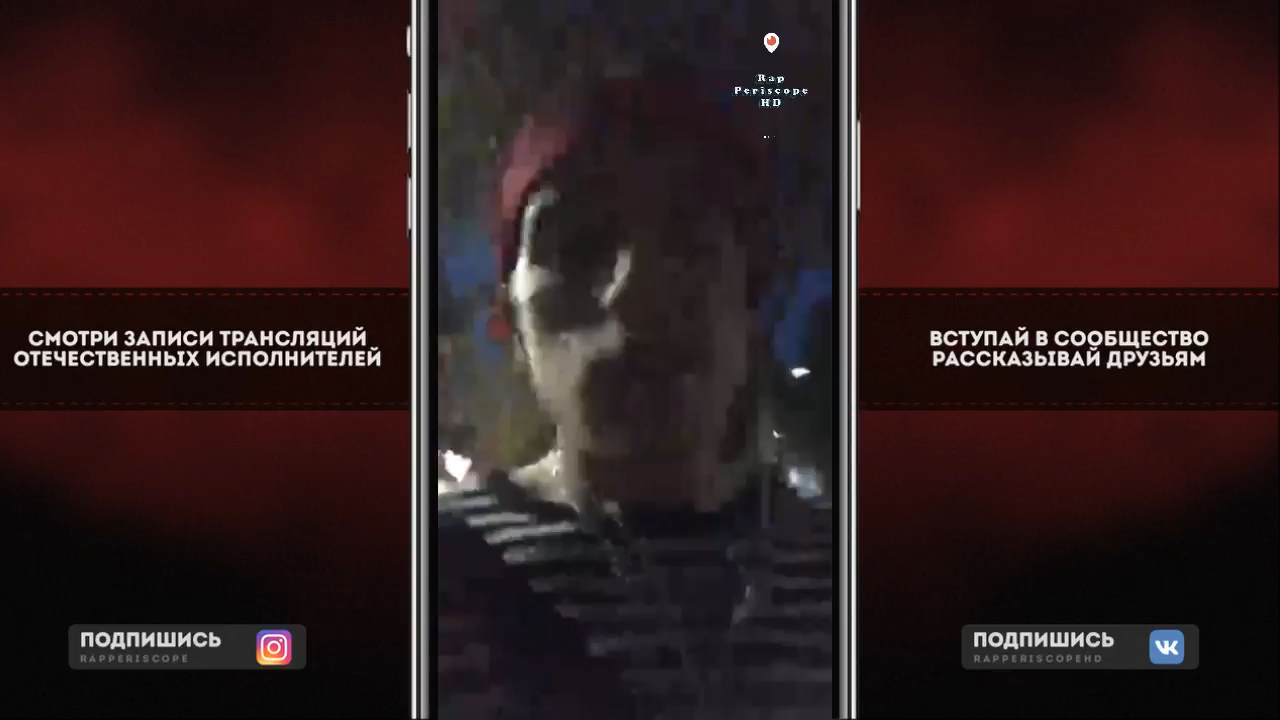 Rap
Periscope
HD
СМОТРИ ЗАПИСИ ТРАНСЛЯЦИЙ
ОТЕЧЕСТВЕННЫХ ИСПОЛНИТЕЛЕЙ
ВСТУПАЙ В СООБЩЕСТВО
РАССКАЗЫВАЙ ДРУЗЬЯМ
ПОДПИШИСЬ
RAPPERISCOPE
ПОДПИШИСЬ
RAPPERISCOPEHD